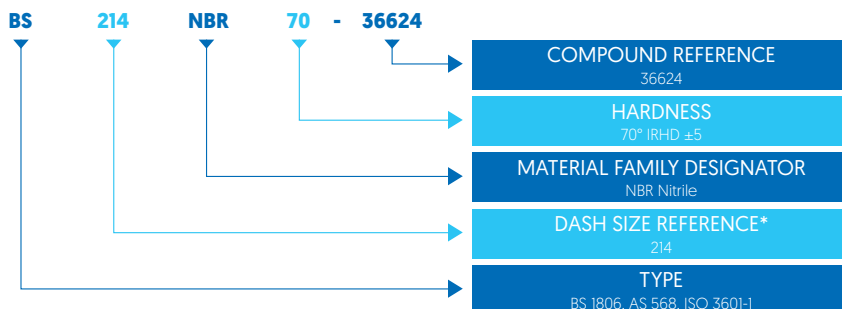 BS 214 NBR 70 - 36624
COMPOUND REFERENCE
36624
HARDNESS
70° IRHD ±5
MATERIAL FAMILY DESIGNATOR
NBR Nitrile
DASH SIZE REFERENCE*
214
TYPE
BS 1806, AS 568, ISO 3601-1